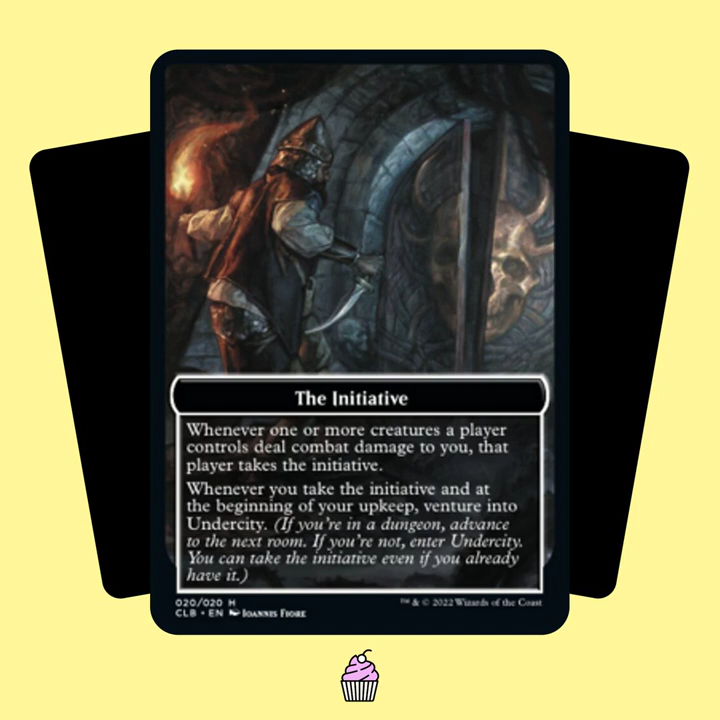 The Initiative
Whenever one or more creatures a player
controls deal combat damage to you, that
player takes the initiative.
Whenever you take the initiative and at
the beginning of your upkeep, venture into
Undercity. (If you're in a dungeon, advance
to the next room. If you're not, enter Undercity.
You can take the initiative even if you already
have it.)
020/020 H
CLB • EN Ioannis Fiore
™ & © 2022 Wizards of the Coast